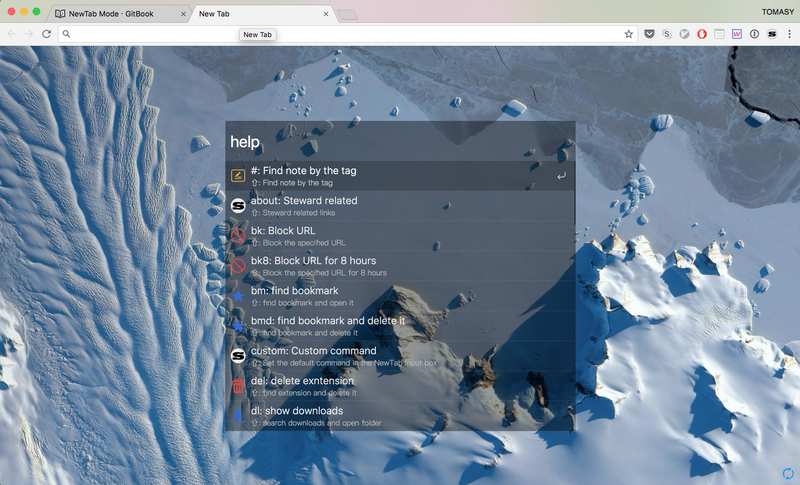 NewTab Mode · GitBook
New Tab
TOMASY
New Tab
help
#: Find note by the tag
⇧: Find note by the tag
about: Steward related
⇧: Steward related links
bk: Block URL
⇧: Block the specified URL
bk8: Block URL for 8 hours
⇧: Block the specified URL for 8 hours
bm: find bookmark
⇧: find bookmark and open it
bmd: find bookmark and delete it
⇧: find bookmark and delete it
custom: Custom command
⇧: Set the default command in the NewTab input box
del: delete exntension
⇧: find extension and delete it
dl: show downloads
⇧: search downloads and open folder